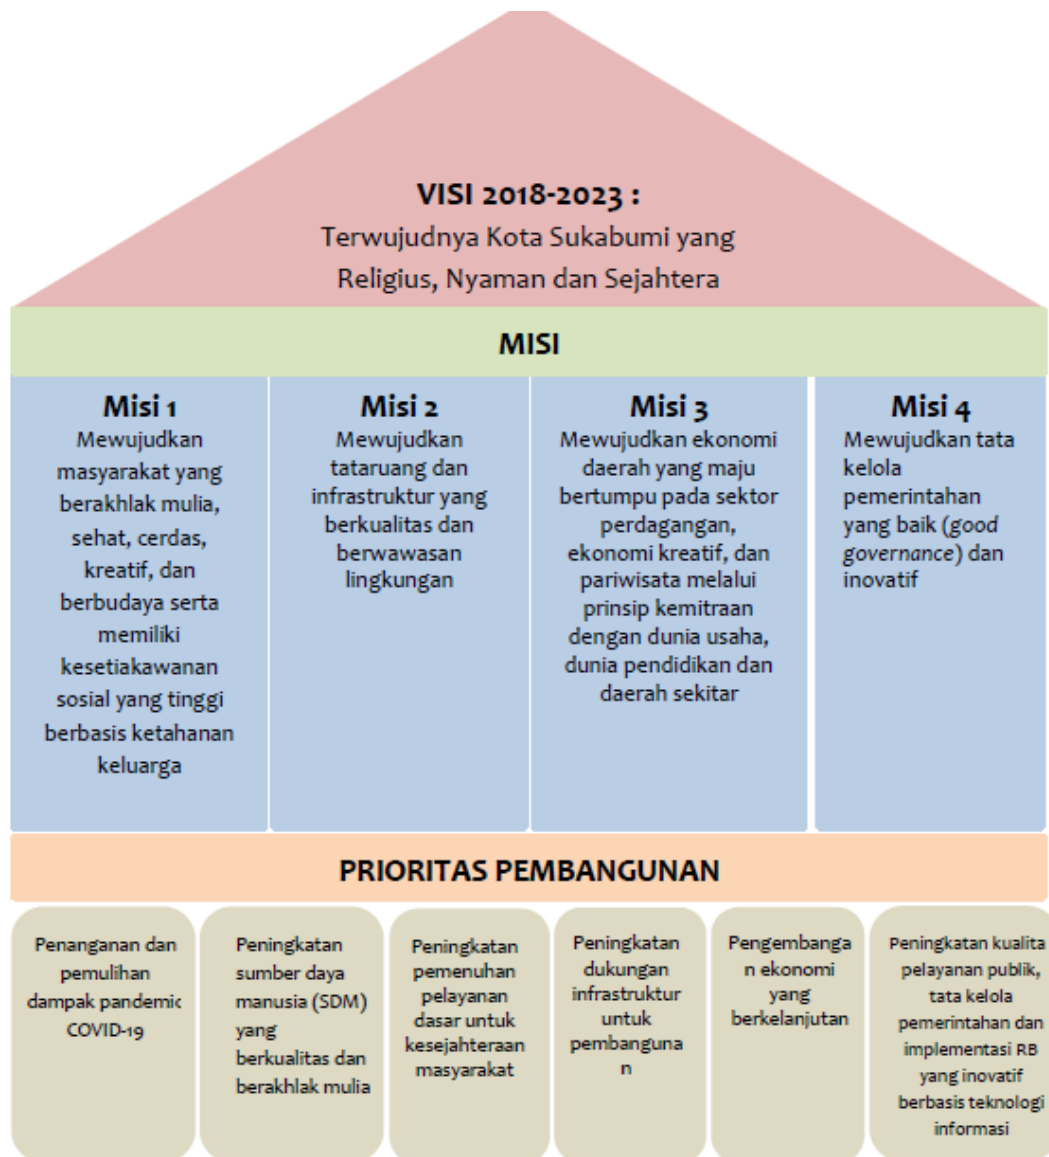 VISI 2018-2023 :
Terwujudnya Kota Sukabumi yang
Religius, Nyaman dan Sejahtera
MISI
Misi 1
Mewujudkan
masyarakat yang
berakhlak mulia,
sehat, cerdas,
kreatif, dan
berbudaya serta
memiliki
kesetiakawanan
sosial yang tinggi
berbasis ketahanan
keluarga
Misi 2
Mewujudkan
tataruang dan
infrastruktur yang
berkualitas dan
berwawasan
lingkungan
Misi 3
Mewujudkan ekonomi
daerah yang maju
bertumpu pada sektor
perdagangan,
ekonomi kreatif, dan
pariwisata melalui
prinsip kemitraan
dengan dunia usaha,
dunia pendidikan dan
daerah sekitar
Misi 4
Mewujudkan tata
kelola
pemerintahan
yang baik (good
governance) dan
inovatif
PRIORITAS PEMBANGUNAN
Penanganan dan
pemulihan
dampak pandemic
COVID-19
Peningkatan
sumber daya
manusia (SDM)
yang
berkualitas dan
berakhlak mulia
Peningkatan
pemenuhan
pelayanan
dasar untuk
kesejahteraan
masyarakat
Peningkatan
dukungan
infrastruktur
untuk
pembanguna
n
Pengembanga
n ekonomi
yang
berkelanjutan
Peningkatan kualita
pelayanan publik,
tata kelola
pemerintahan dan
implementasi RB
yang inovatif
berbasis teknologi
informasi